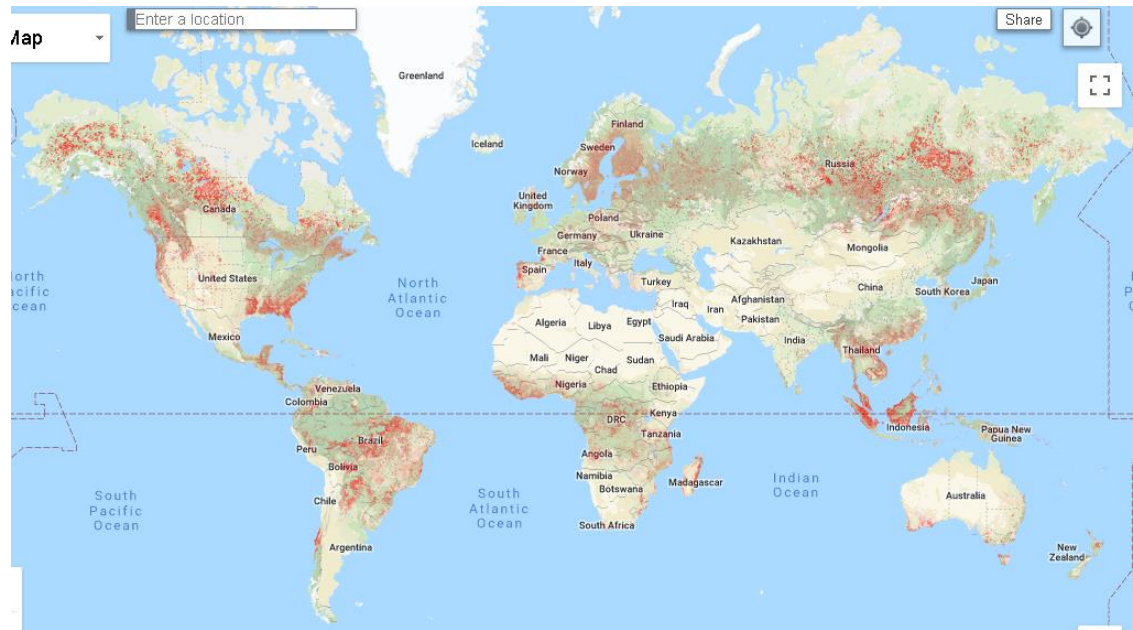 Enter a location
Share
Map
Greenland
Iceland
Finland
Sweden
Norway
Russia
United
Kingdom
Canada
Poland
Germany
Ukraine
France
Kazakhstan
Mongolia
North
Pacific
Ocean
United States
North
Atlantic
Ocean
Spain
Italy
Turkey
China
South Korea
Japan
Iraq
Iran
Afghanistan
Pakistan
Algeria
Libya
Egypt
Saudi Arabia
India
Mexico
Mali
Niger
Chad
Sudan
Thailand
Venezuela
Nigeria
Ethiopia
Colombia
DRC
Kenya
Indonesia
Papua New
Guinea
Peru
Brazil
Tanzania
Bolivia
Angola
Namibia
Botswana
Madagascar
Indian
Ocean
South
Pacific
Ocean
Chile
South
Atlantic
Ocean
South Africa
Australia
Argentina
New
Zealand